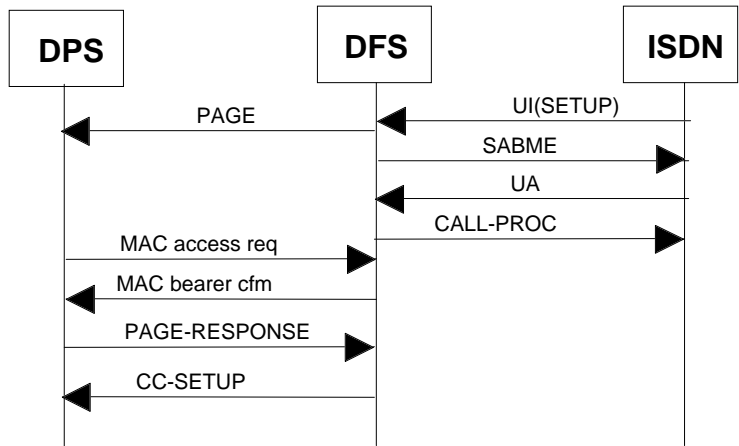 DPS
DFS
ISDN
UI(SETUP)
PAGE
SABME
UA
CALL-PROC
MAC access req
MAC bearer cfm
PAGE-RESPONSE
CC-SETUP